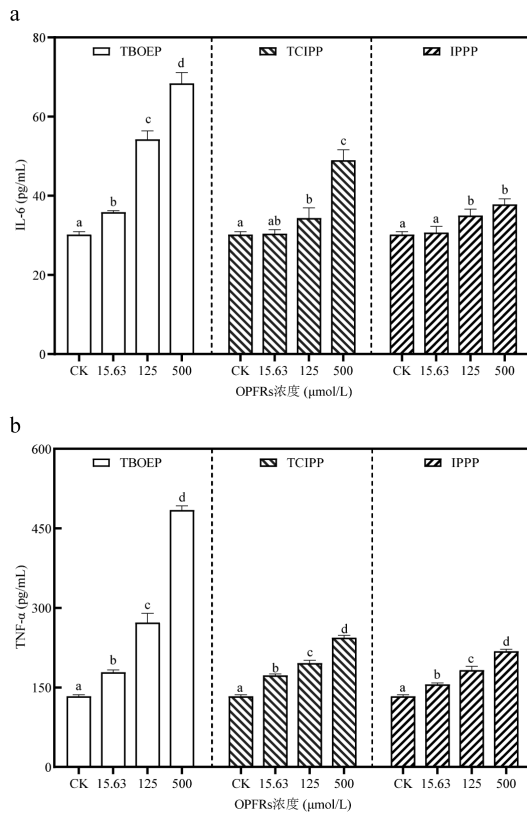 a
80
TBOEP
TCIPP
IPPP
d
60
c
c
IL-6 (pg/mL)
40
b
a
a
ab
b
a
a
b
b
20
0
CK 15.63 125 500 CK 15.63 125 500 CK 15.63 125 500
OPFRs浓度 (μmol/L)
b
600
TBOEP
TCIPP
IPPP
d
450
TNF-α (pg/mL)
300
c
b
a
a
b
c
d
a
b
c
d
150
0
CK 15.63 125 500 CK 15.63 125 500 CK 15.63 125 500
OPFRs浓度 (μmol/L)